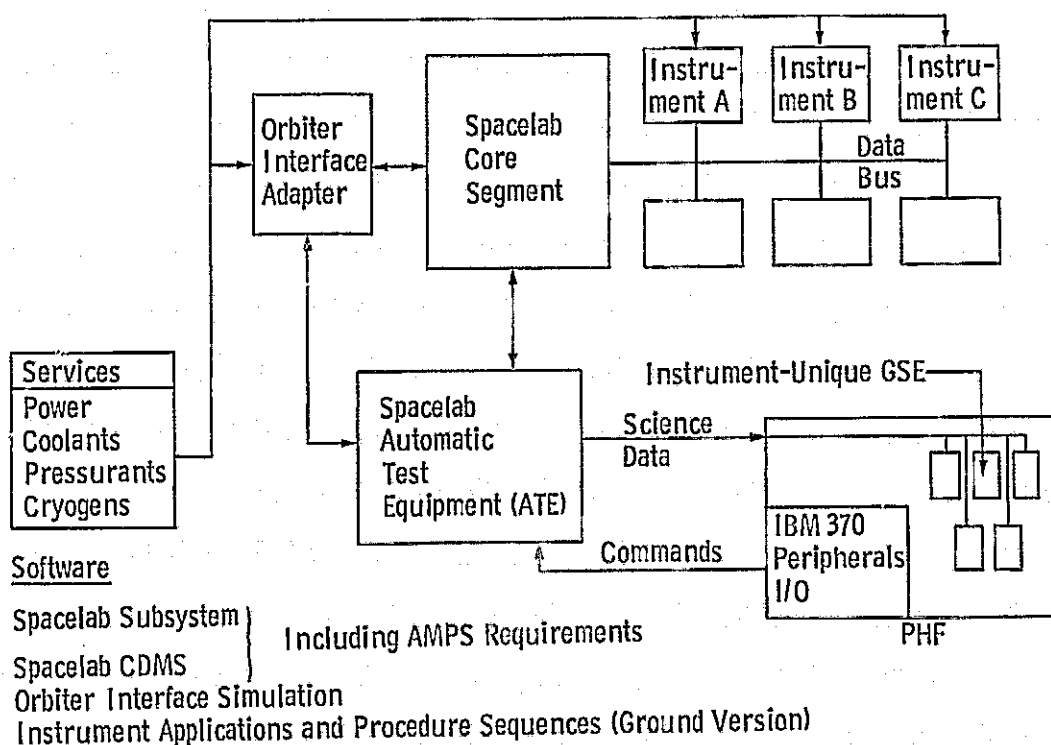 Instru-
ment A
Instru-
ment B
Instru-
ment C
Orbiter
Interface
Adapter
Spacelab
Core
Segment
Data
Bus
Services
Power
Coolants
Pressurants
Cryogens
Spacelab
Automatic
Test
Equipment (ATE)
Instrument-Unique GSE
Science
Data
Commands
IBM 370
Peripherals
I/O
PHF
Software
Spacelab Subsystem
Spacelab CDMS
Including AMPS Requirements
Orbiter Interface Simulation
Instrument Applications and Procedure Sequences (Ground Version)